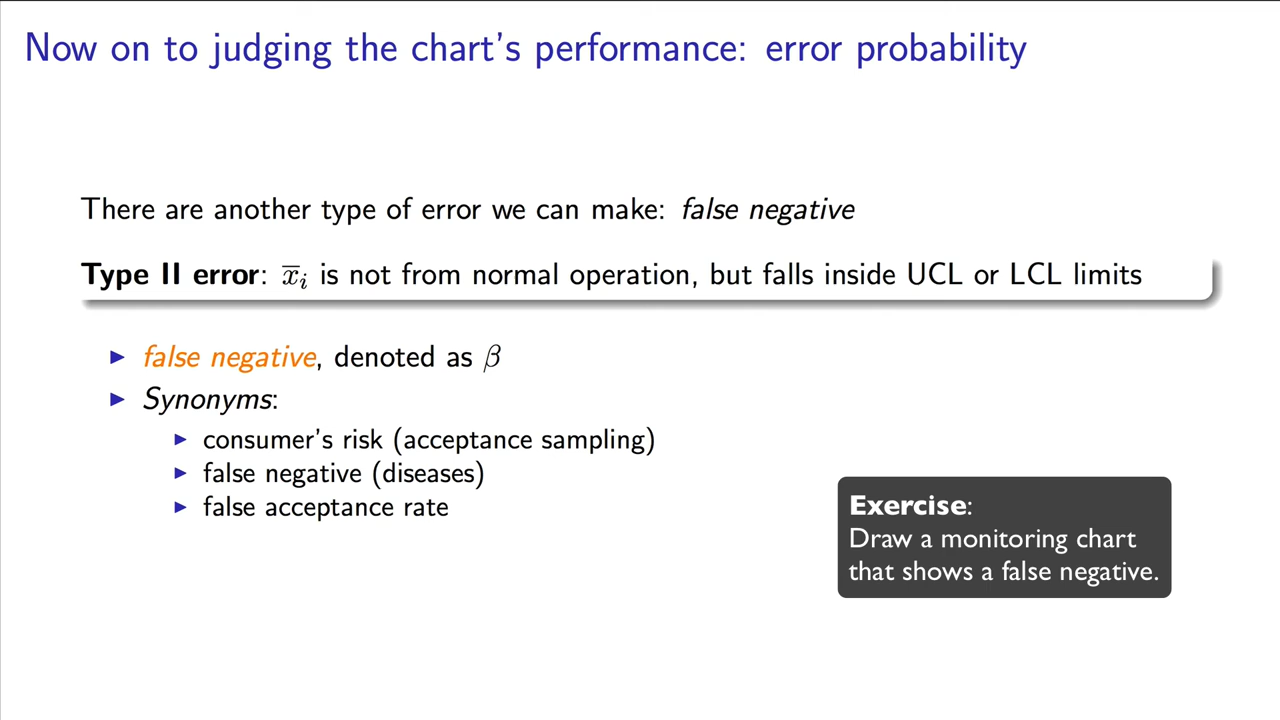 Now on to judging the chart's performance: error probability
There are another type of error we can make: false negative
Type II error: x̅ᵢ is not from normal operation, but falls inside UCL or LCL limits
► false negative, denoted as β
► Synonyms:
► consumer's risk (acceptance sampling)
► false negative (diseases)
► false acceptance rate
Exercise:
Draw a monitoring chart
that shows a false negative.